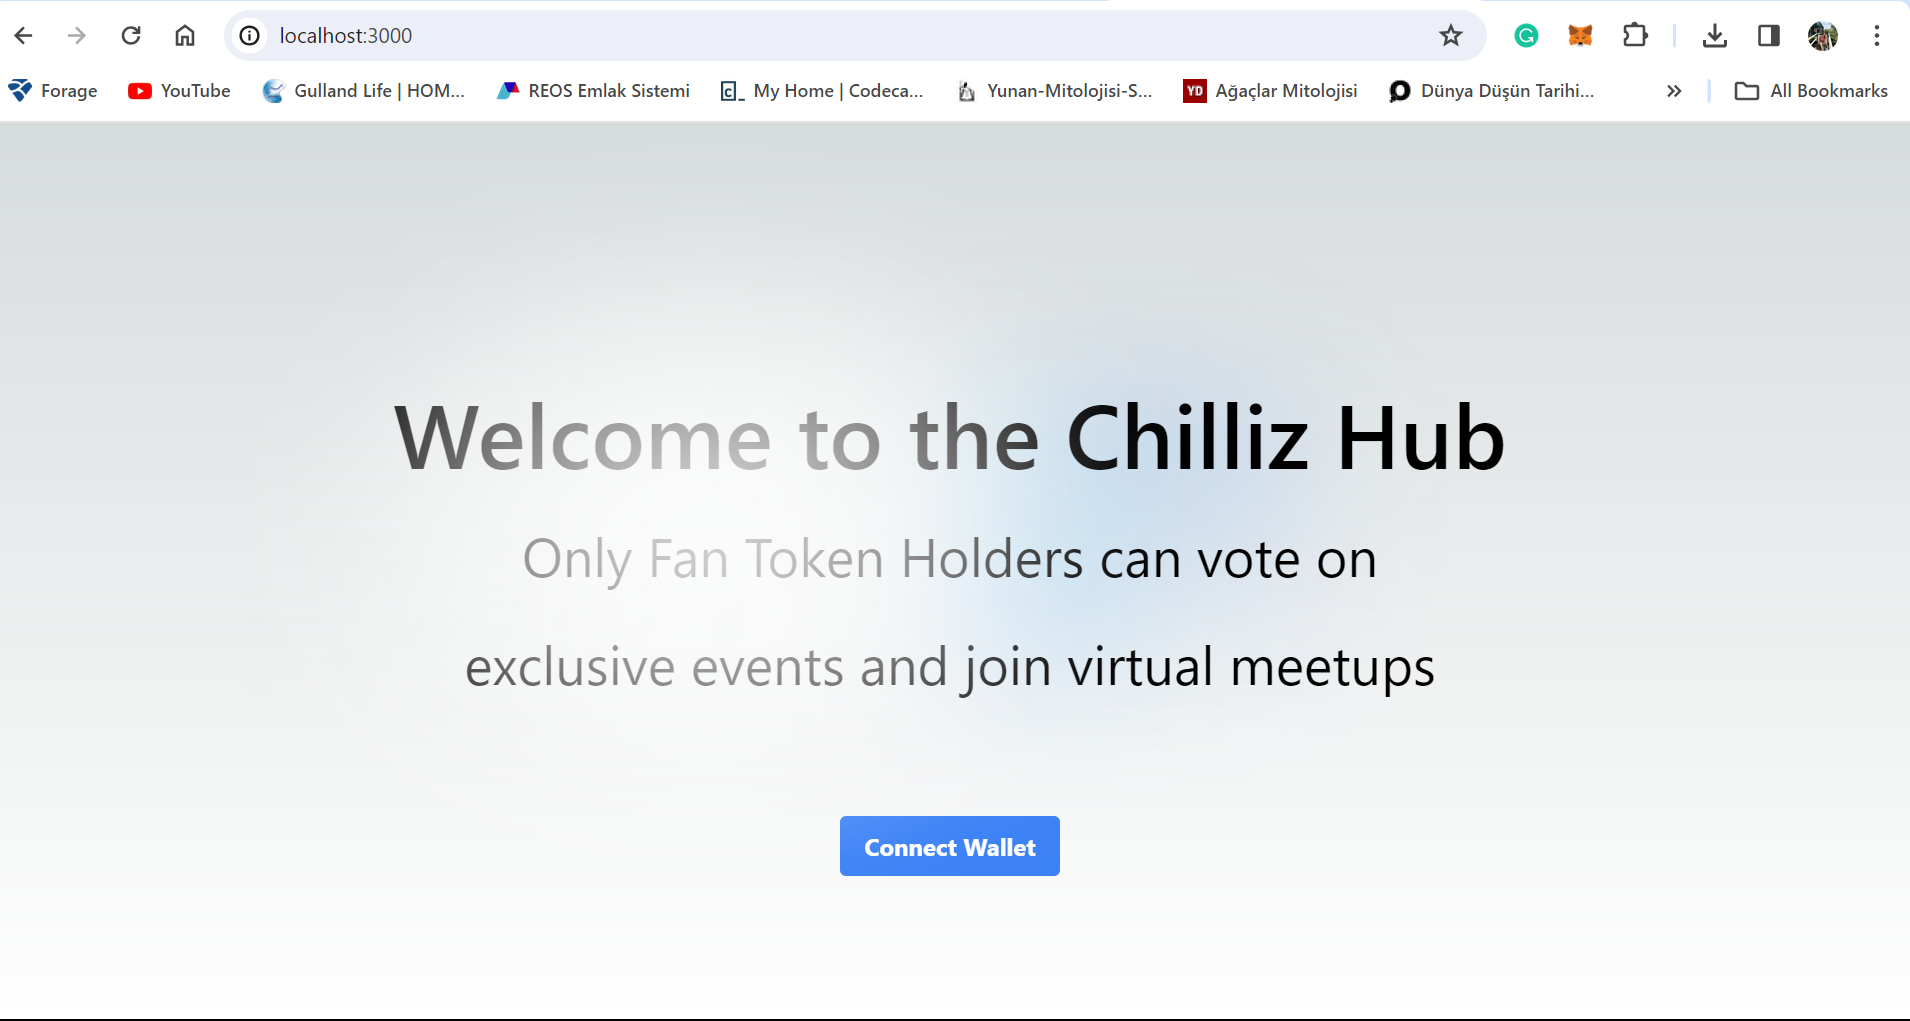 localhost:3000
Forage YouTube Gulland Life | HOM... REOS Emlak Sistemi My Home | Codeca... Yunan-Mitolojisi-S... YD Ağaçlar Mitolojisi Dünya Düşün Tarihi... » All Bookmarks
Welcome to the Chilliz Hub
Only Fan Token Holders can vote on
exclusive events and join virtual meetups
Connect Wallet